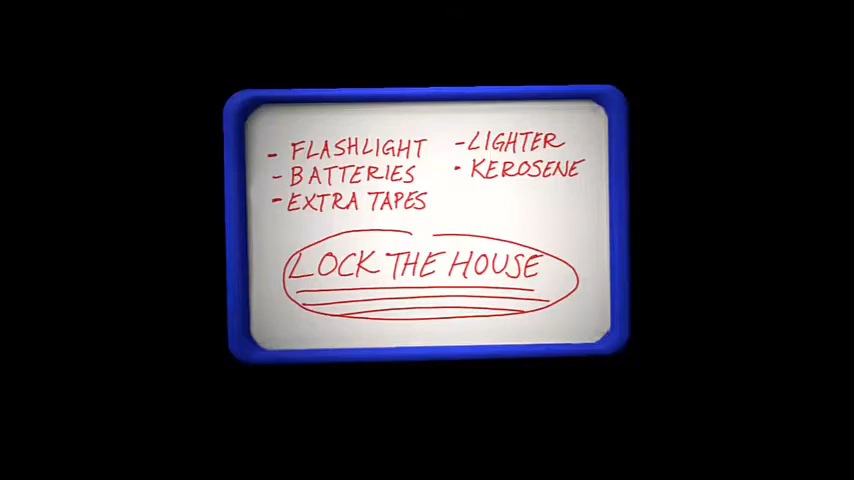 - FLASHLIGHT
- BATTERIES
- EXTRA TAPES
- LIGHTER
- KEROSENE
LOCK THE HOUSE